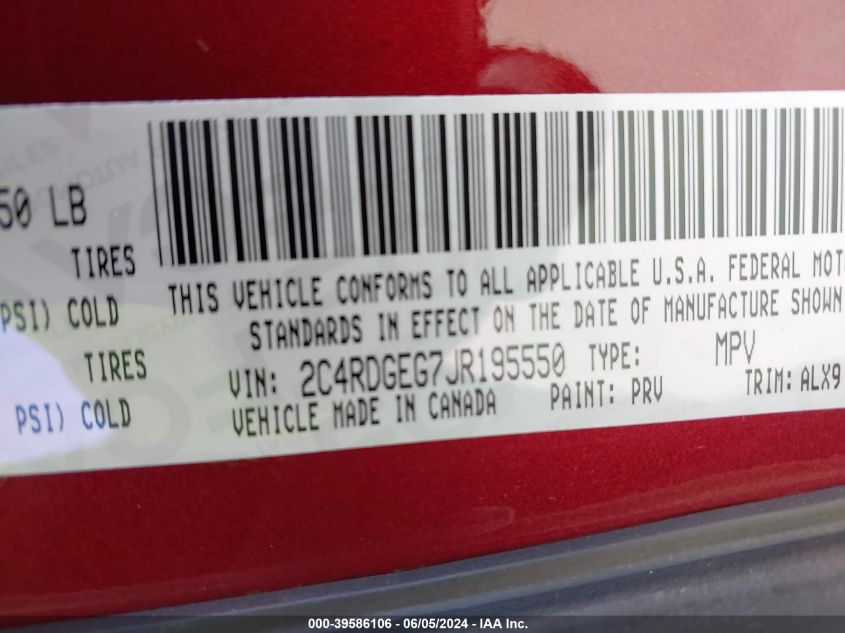 50 LB
TIRES
PSI) COLD
TIRES
PSI) COLD
THIS VEHICLE CONFORMS TO ALL APPLICABLE U.S.A. FEDERAL MOT
STANDARDS IN EFFECT ON THE DATE OF MANUFACTURE SHOWN
VIN: 2C4RDGEG7JR195550 TYPE: MPV
VEHICLE MADE IN CANADA PAINT: PRV TRIM: ALX9
000-39586106 - 06/05/2024 - IAA Inc.